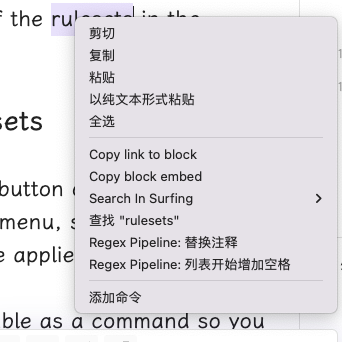 f the rulesets in the
剪切
复制
粘贴
以纯文本形式粘贴
全选
sets
Copy link to block
Copy block embed
button
Search In Surfing
menu, s
查找 "rulesets"
Regex Pipeline: 替换注释
e applie
Regex Pipeline: 列表开始增加空格
添加命令
ble as a command so you